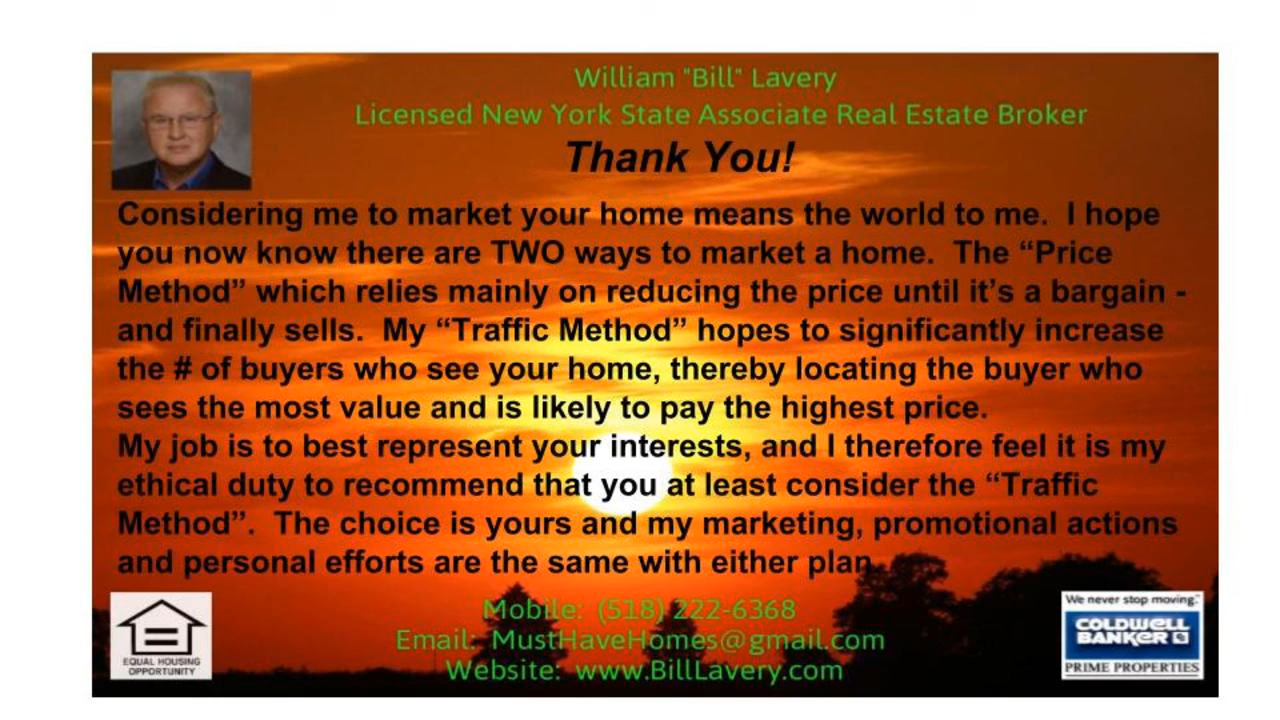 William "Bill" Lavery
Licensed New York State Associate Real Estate Broker
Thank You!
Considering me to market your home means the world to me.  I hope
you now know there are TWO ways to market a home.  The “Price
Method” which relies mainly on reducing the price until it’s a bargain -
and finally sells.  My “Traffic Method” hopes to significantly increase
the # of buyers who see your home, thereby locating the buyer who
sees the most value and is likely to pay the highest price.
My job is to best represent your interests, and I therefore feel it is my
ethical duty to recommend that you at least consider the “Traffic
Method”.  The choice is yours and my marketing, promotional actions
and personal efforts are the same with either plan.
Mobile:  (518) 222-6368
Email:  MustHaveHomes@gmail.com
Website:  www.BillLavery.com
EQUAL HOUSING
OPPORTUNITY
We never stop moving.™
COLDWELL
BANKER
PRIME PROPERTIES